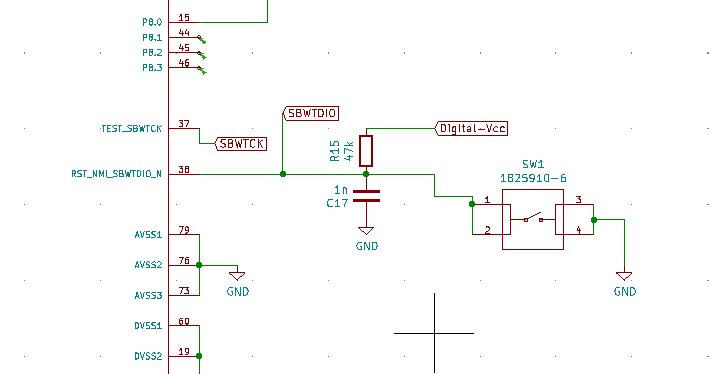 P8.0 15
P8.1 44
P8.2 45
P8.3 46
SBWTDIO
TEST_SBWTCK 37
Digital-Vcc
SBWTCK
R15
47k
RST_NMI_SBWTDIO_N 38
SW1
1825910-6
1n
C17
1
3
2
4
GND
AVSS1 79
AVSS2 76
AVSS3 73
GND
GND
DVSS1 60
DVSS2 19